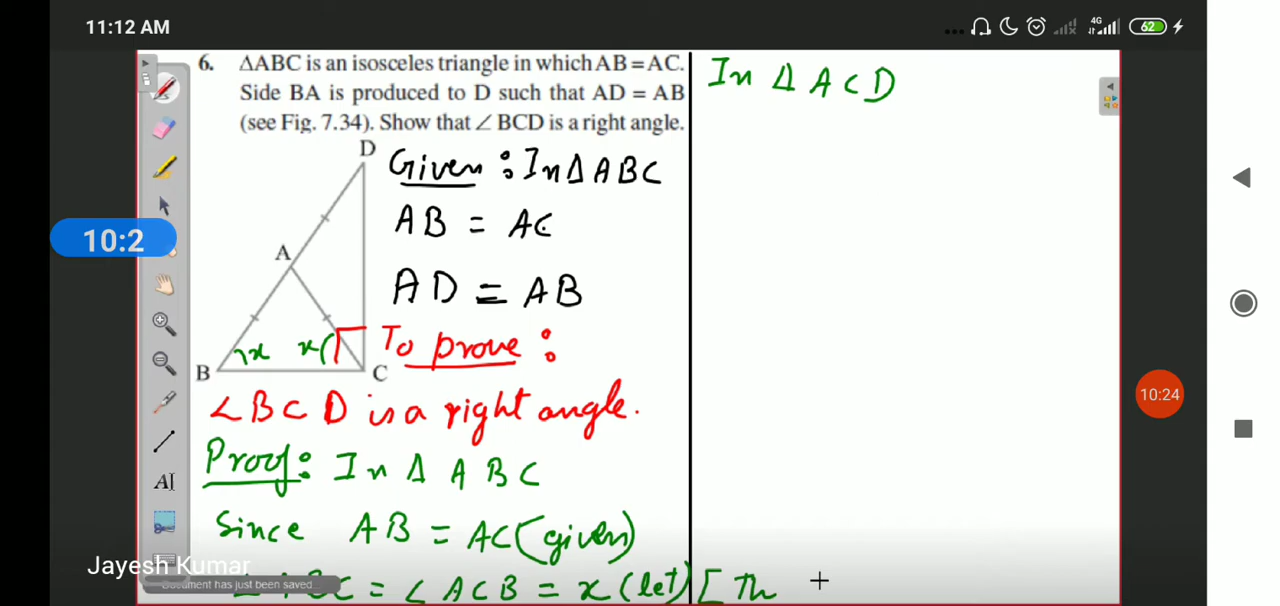 11:12 AM
4G
62
6. ΔABC is an isosceles triangle in which AB = AC.
Side BA is produced to D such that AD = AB
(see Fig. 7.34). Show that ∠ BCD is a right angle.
D
A
B
C
x x
Given : In Δ ABC
AB = AC
AD = AB
To prove :
∠BCD is a right angle.
Proof : In Δ ABC
Since AB = AC (given)
= ∠ ACB = x (let) [ Th
In Δ ACD
10:2
10:24
Jayesh Kumar
Document has just been saved...
AI